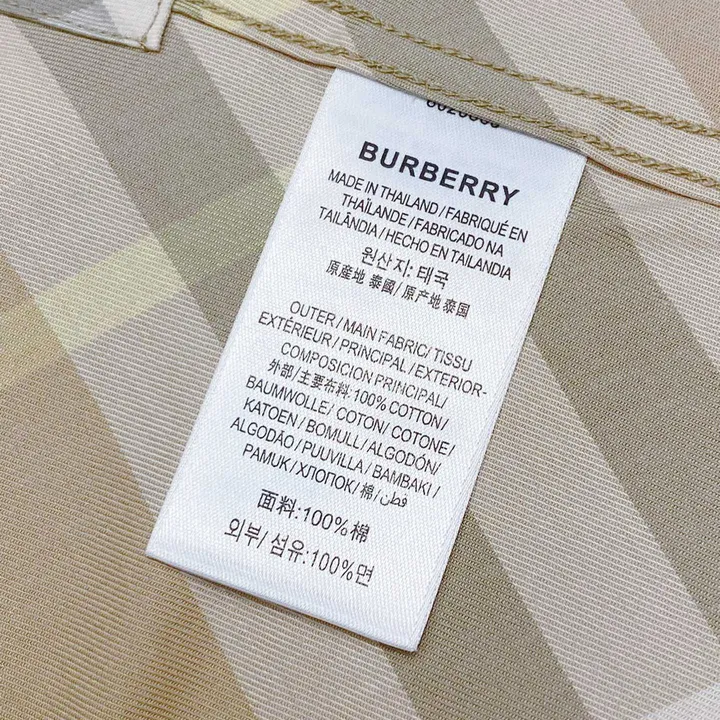 BURBERRY
MADE IN THAILAND / FABRIQUÉ EN
THAÏLANDE / FABRICADO NA
TAILÂNDIA / HECHO EN TAILANDIA
원산지: 태국
原産地 泰國/ 原产地 泰国
OUTER / MAIN FABRIC/ TISSU
EXTÉRIEUR / PRINCIPAL / EXTERIOR-
COMPOSICION PRINCIPAL/
外部/主要布料:100% COTTON/
BAUMWOLLE/ COTON/ COTONE/
KATOEN / BOMULL / ALGODÓN/
ALGODÃO / PUUVILLA / BAMBAKI /
PAMUK / ХЛОПОК/ 棉/ قطن/
面料:100%棉
외부/ 섬유:100%면